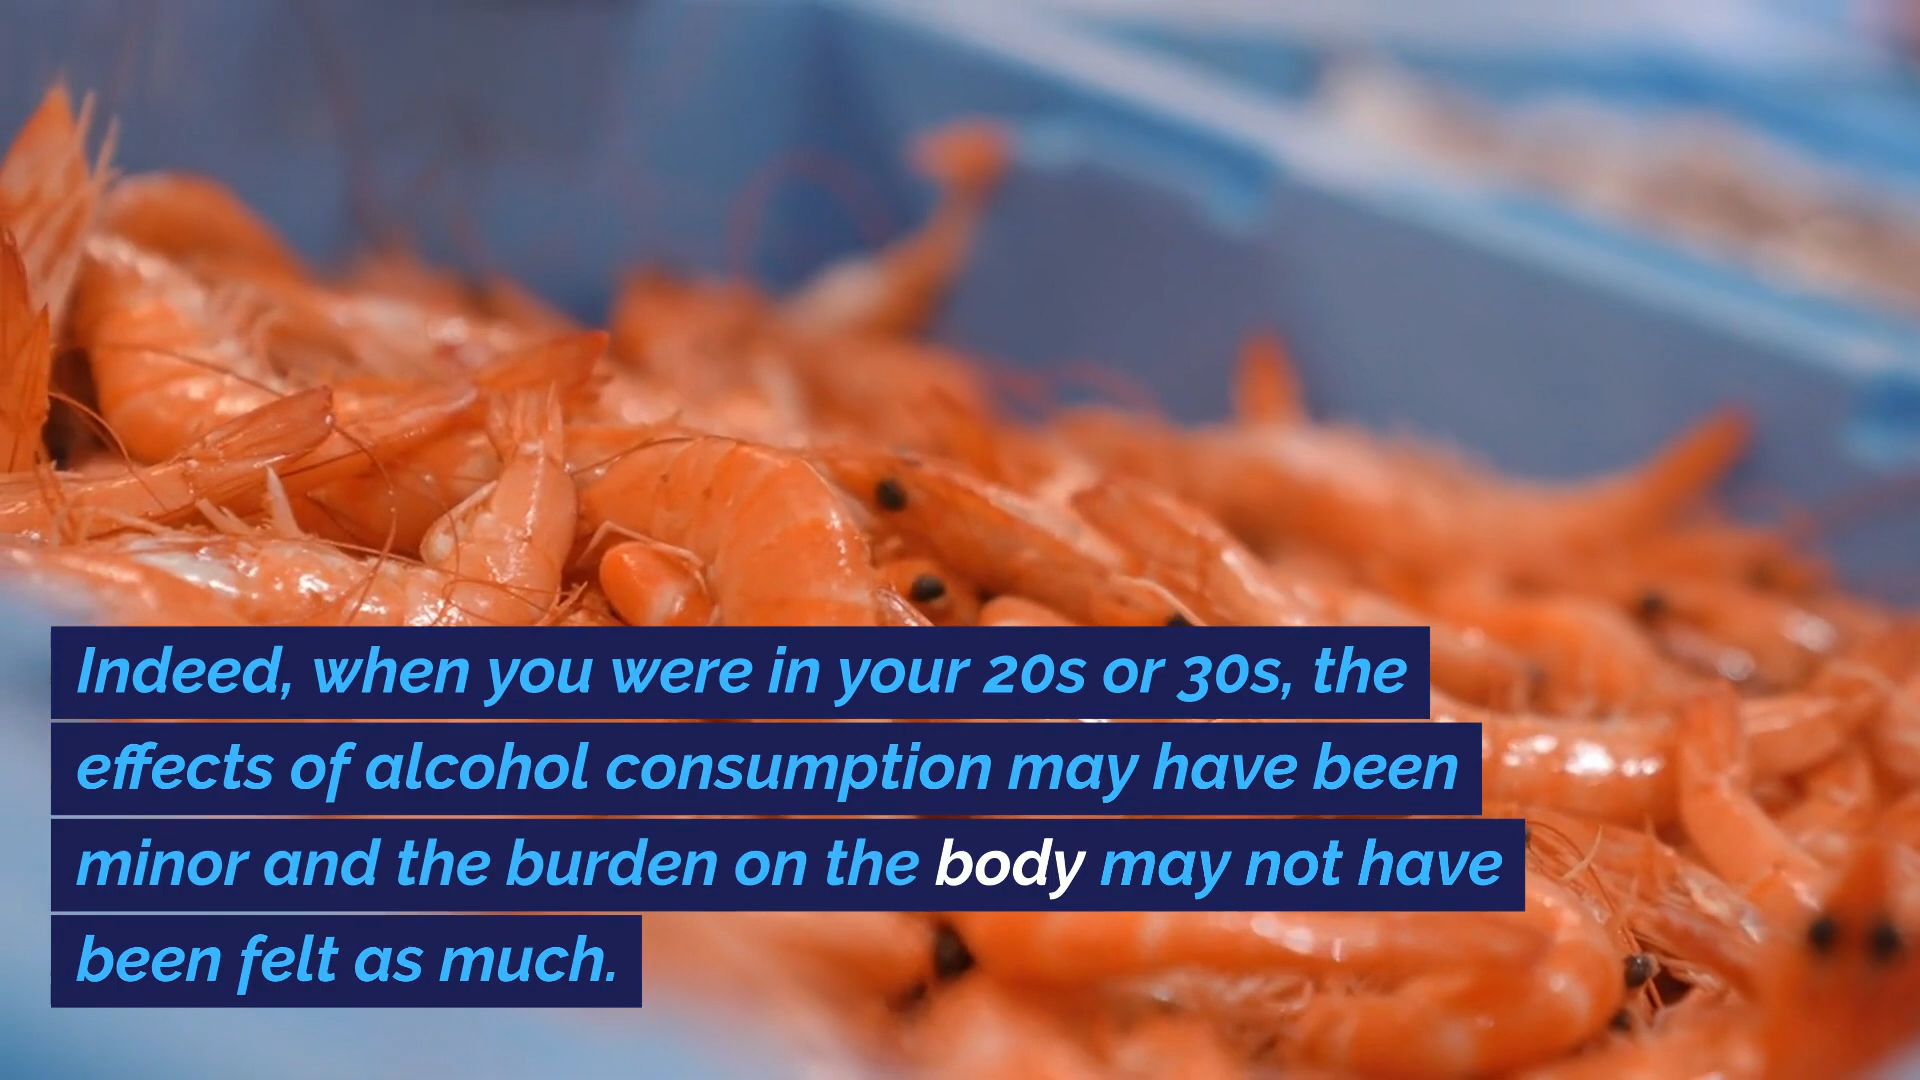 Indeed, when you were in your 20s or 30s, the
effects of alcohol consumption may have been
minor and the burden on the body may not have
been felt as much.